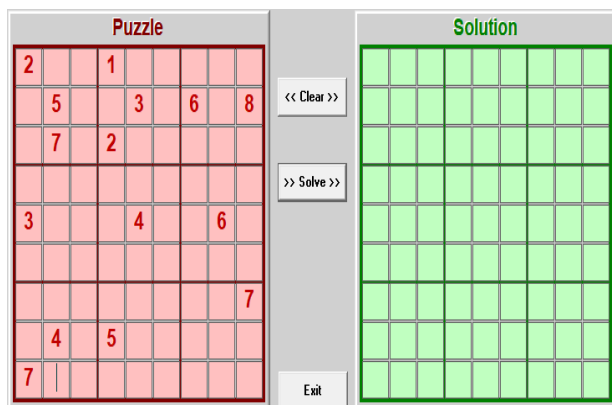 Puzzle
Solution
2 1
5 3 6 8
<< Clear >>
7 2
>> Solve >>
3 4 6
7
4 5
7
Exit